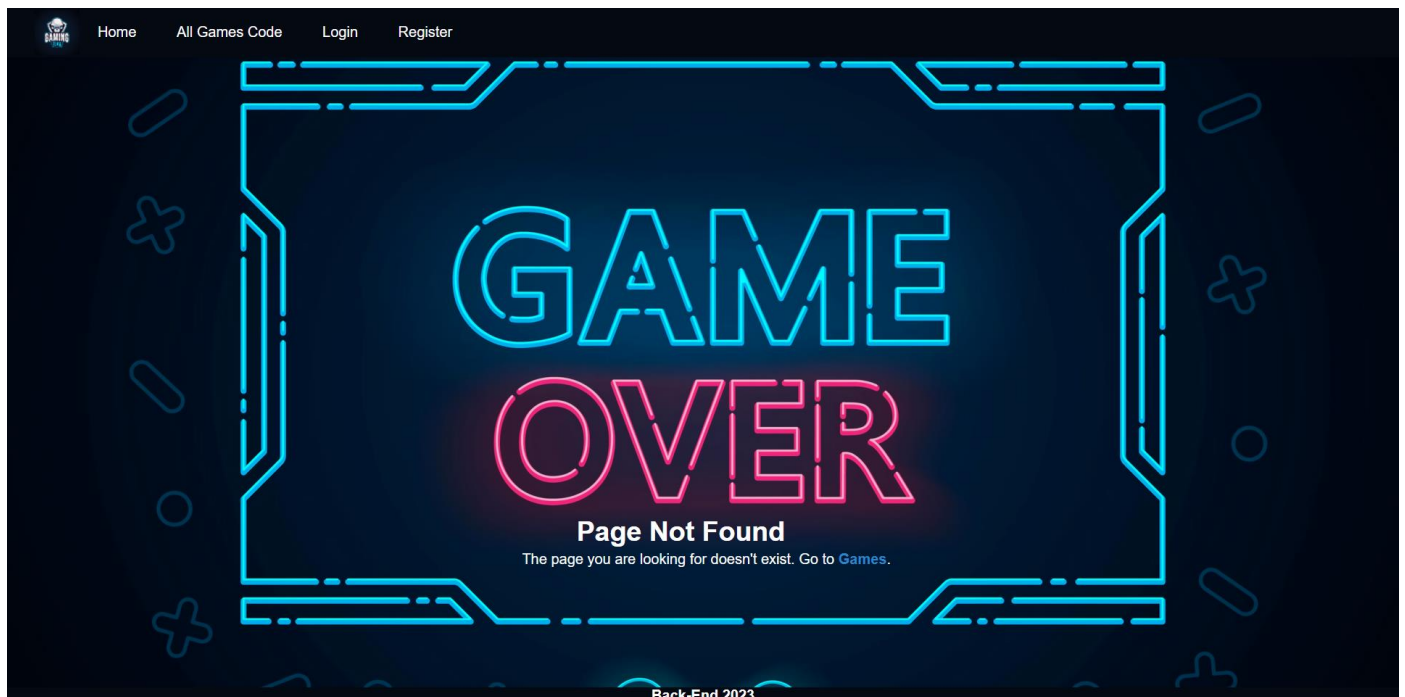 GAMING
Home
All Games Code
Login
Register
GAME
OVER
Page Not Found
The page you are looking for doesn't exist. Go to Games.
Back-End 2023